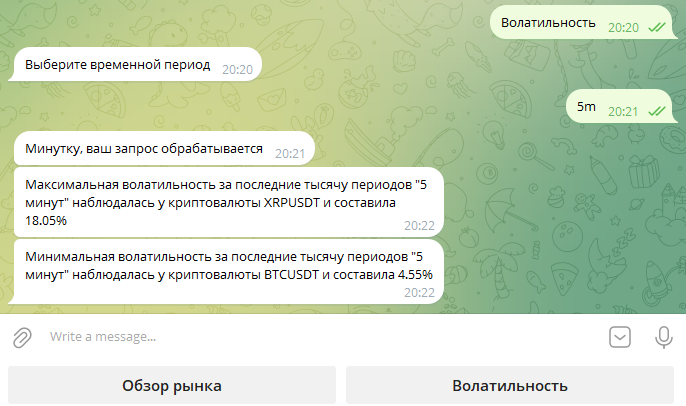 Волатильность 20:20
Выберите временной период 20:20
5m 20:21
Минутку, ваш запрос обрабатывается 20:21
Максимальная волатильность за последние тысячу периодов "5
минут" наблюдалась у криптовалюты XRPUSDT и составила
18.05% 20:22
Минимальная волатильность за последние тысячу периодов "5
минут" наблюдалась у криптовалюты BTCUSDT и составила 4.55%
20:22
Write a message...
Обзор рынка Волатильность